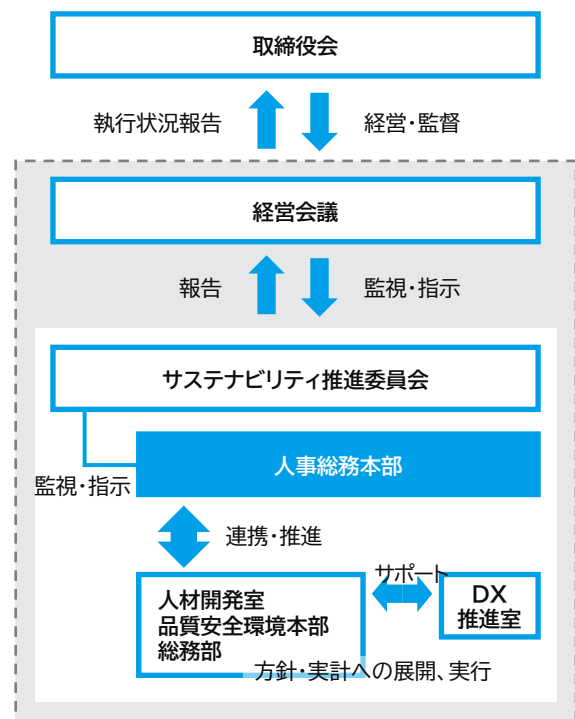 取締役会
執行状況報告
経営・監督
経営会議
報告
監視・指示
サステナビリティ推進委員会
人事総務本部
監視・指示
連携・推進
サポート
人材開発室
品質安全環境本部
総務部
DX
推進室
方針・実計への展開、実行